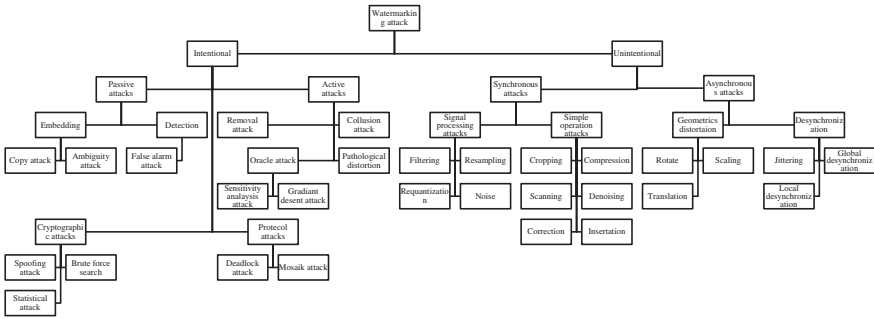 Watermarkin
g attack
Intentional
Unintentional
Passive
attacks
Active
attacks
Synchronous
attacks
Asynchronou
s attacks
Embedding
Detection
Removal
attack
Collusion
attack
Signal
processing
attacks
Simple
operation
attacks
Geometrics
distortaion
Desynchroniz
ation
Copy attack
Ambiguity
attack
False alarm
attack
Oracle attack
Pathological
distortion
Filtering
Resampling
Cropping
Compression
Rotate
Scaling
Jittering
Global
desynchroniz
ation
Sensitivity
analaysis
attack
Gradiant
desent attack
Requantizatio
n
Noise
Scanning
Denoising
Translation
Local
desynchroniz
ation
Cryptographi
c attacks
Protecol
attacks
Correction
Insertation
Spoofing
attack
Brute force
search
Deadlock
attack
Mosaik attack
Statistical
attack